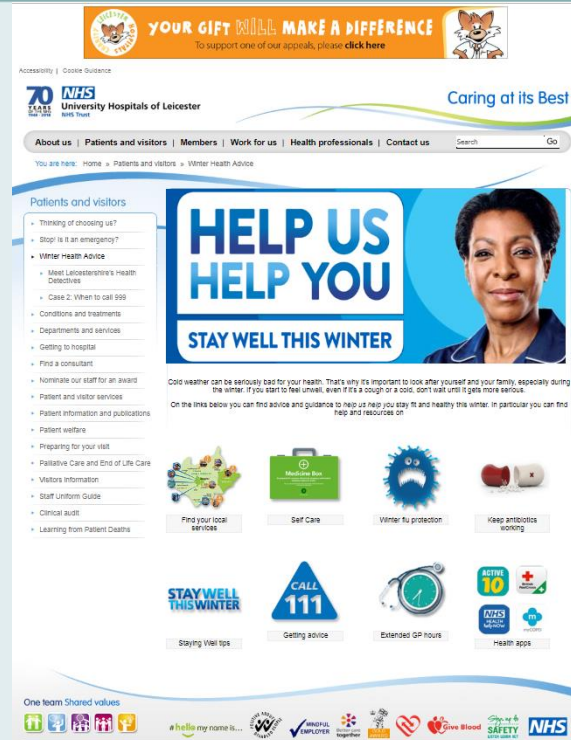 YOUR GIFT WILL MAKE A DIFFERENCE
To support one of our appeals, please click here
Accessibility | Cookie Guidance
70 YEARS
NHS
University Hospitals of Leicester
NHS Trust
Caring at its Best
About us | Patients and visitors | Members | Work for us | Health professionals | Contact us
Search
Go
You are here: Home » Patients and visitors » Winter Health Advice
Patients and visitors
Thinking of choosing us?
Stop! Is it an emergency?
Winter Health Advice
Meet Leicestershire's Health
Detectives
Case 2: When to call 999
Conditions and treatments
Departments and services
Getting to hospital
Find a consultant
Nominate our staff for an award
Patient and visitor services
Patient information and publications
Patient welfare
Preparing for your visit
Palliative Care and End of Life Care
Visitors Information
Staff Uniform Guide
Clinical audit
Learning from Patient Deaths
HELP US
HELP YOU
STAY WELL THIS WINTER
Cold weather can be seriously bad for your health. That's why it's important to look after yourself and your family, especially during
the winter. If you start to feel unwell, even if it's a cough or a cold, don't wait until it gets more serious.
On the links below you can find advice and guidance to help us help you stay fit and healthy this winter. In particular you can find
help and resources on
Medicine Box
Find your local
services
Self Care
Winter flu protection
Keep antibiotics
working
STAY WELL
THIS WINTER
CALL
111
ACTIVE
10
NHS
HEALTH
Staying Well tips
Getting advice
Extended GP hours
Health apps
One team Shared values
#hello my name is...
MINDFUL
EMPLOYER
Better care
together
Give Blood
Sign up to
SAFETY
NHS